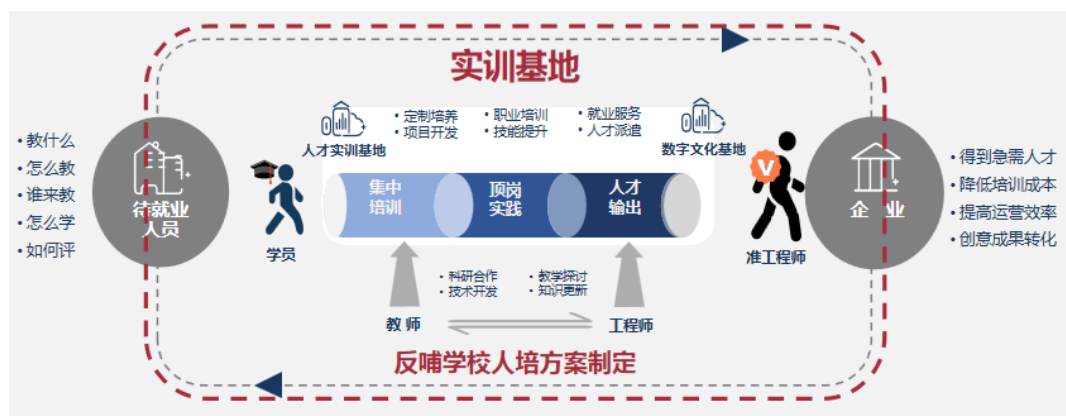 实训基地
• 定制培养
• 项目开发
• 职业培训
• 技能提升
• 就业服务
• 人才派遣
人才实训基地
数字文化基地
• 教什么
• 怎么教
• 谁来教
• 怎么学
• 如何评
待就业
人员
学员
集中
培训
顶岗
实践
人才
输出
V
准工程师
企 业
• 得到急需人才
• 降低培训成本
• 提高运营效率
• 创意成果转化
• 科研合作
• 技术开发
• 教学探讨
• 知识更新
教 师
工程师
反哺学校人培方案制定